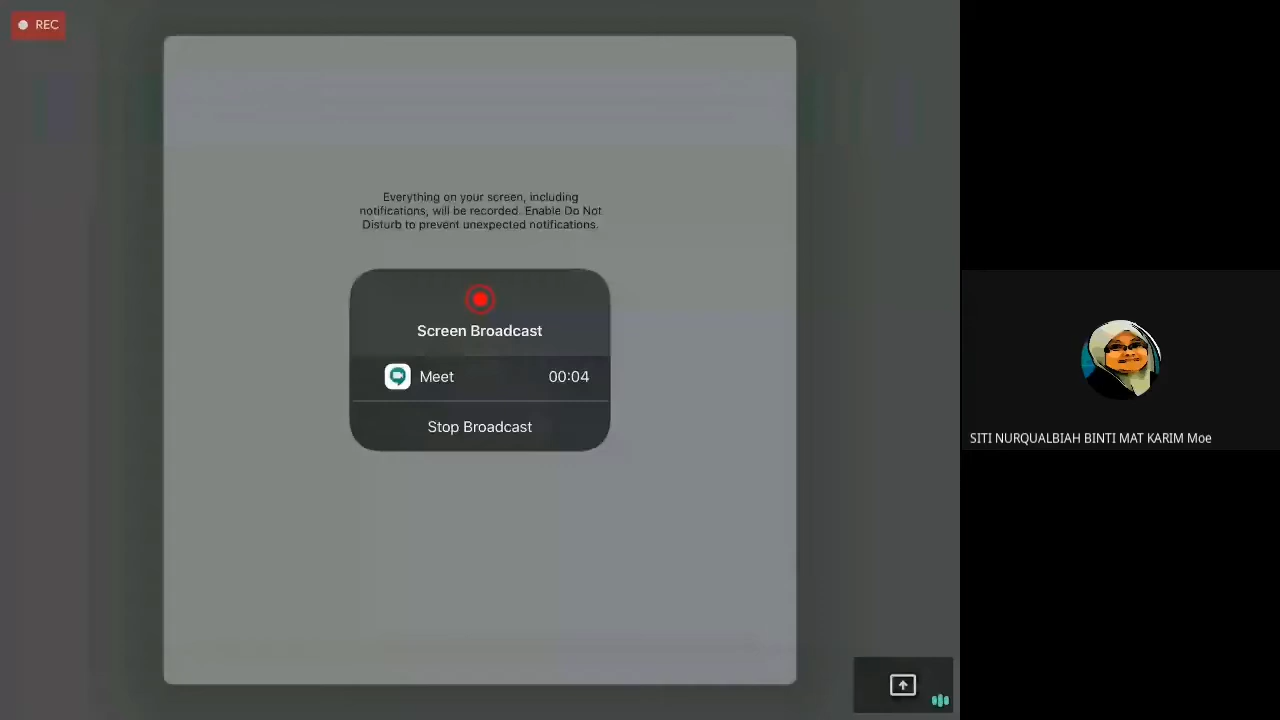 REC
Everything on your screen, including
notifications, will be recorded. Enable Do Not
Disturb to prevent unexpected notifications.
Screen Broadcast
Meet 00:04
Stop Broadcast
SITI NURQUALBIAH BINTI MAT KARIM Moe